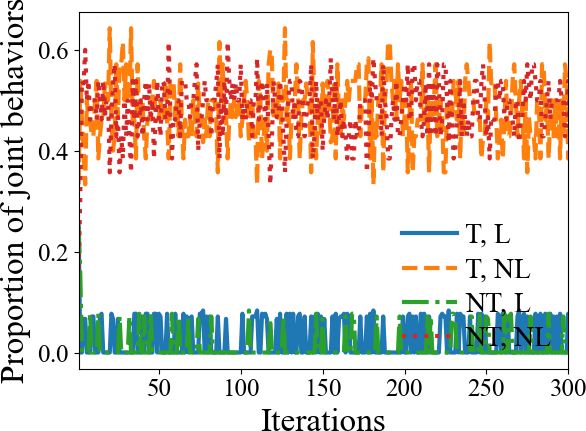 Proportion of joint behaviors
0.6
0.4
0.2
0.0
T, L
T, NL
NT, L
NT, NL
50
100
150
200
250
300
Iterations